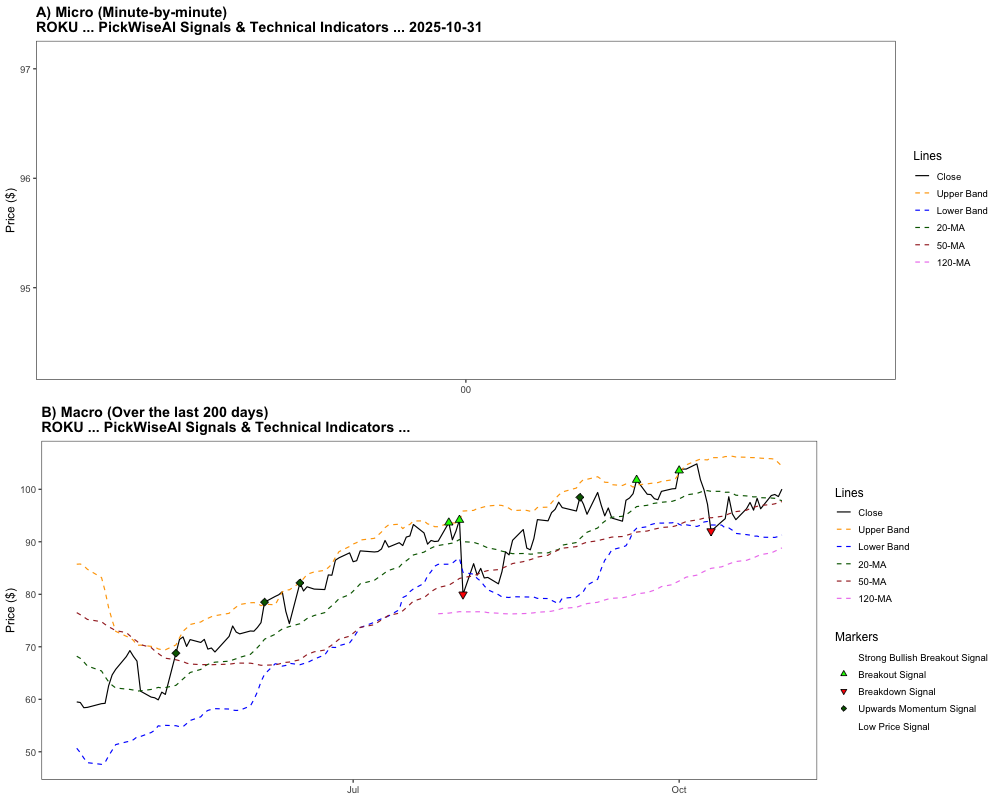 A) Micro (Minute-by-minute)
ROKU ... PickWiseAI Signals & Technical Indicators ... 2025-10-31
97
96
95
Price ($)
00
Lines
Close
Upper Band
Lower Band
20-MA
50-MA
120-MA
B) Macro (Over the last 200 days)
ROKU ... PickWiseAI Signals & Technical Indicators ...
100
90
80
70
60
50
Price ($)
Jul
Oct
Lines
Close
Upper Band
Lower Band
20-MA
50-MA
120-MA
Markers
Strong Bullish Breakout Signal
Breakout Signal
Breakdown Signal
Upwards Momentum Signal
Low Price Signal